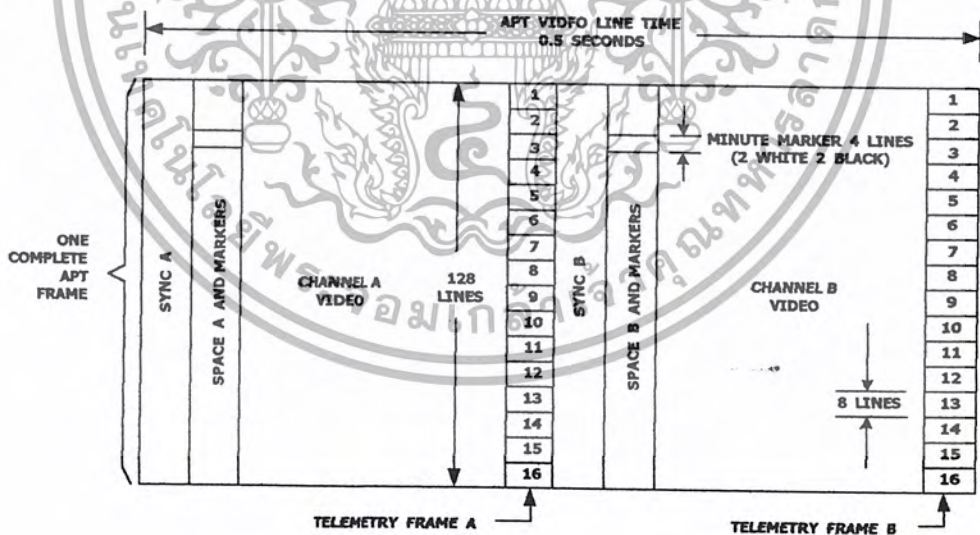 APT VIDFO LINE TIME
0.5 SECONDS
ONE
COMPLETE
APT
FRAME
SYNC A
SPACE A AND MARKERS
CHANNEL A
VIDEO
128
LINES
1
2
3
4
5
6
7
8
9
10
11
12
13
14
15
16
SYNC B
SPACE B AND MARKERS
MINUTE MARKER 4 LINES
(2 WHITE 2 BLACK)
CHANNEL B
VIDEO
8 LINES
1
2
3
4
5
6
7
8
9
10
11
12
13
14
15
16
TELEMETRY FRAME A
TELEMETRY FRAME B